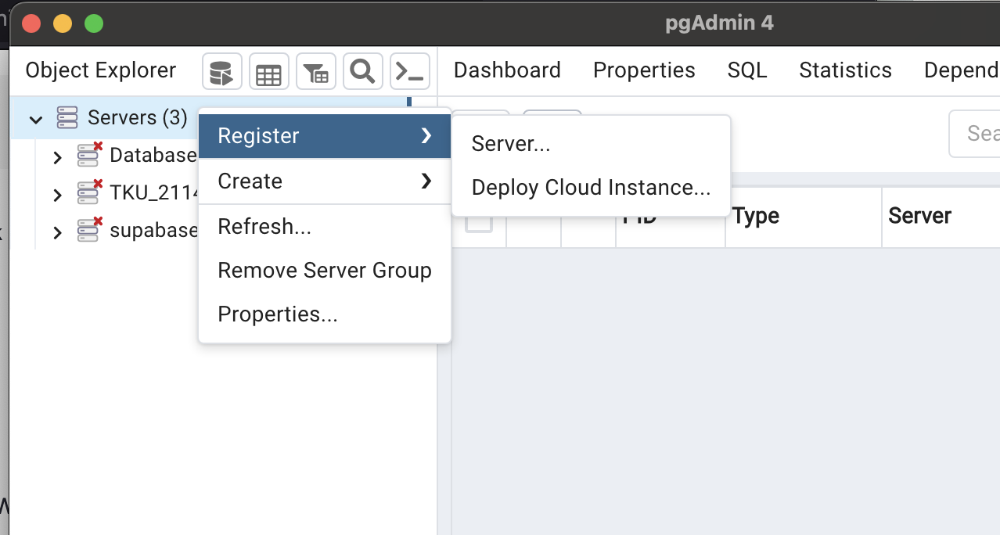 pgAdmin 4
Object Explorer
Dashboard Properties SQL Statistics Depend
Servers (3)
Database
TKU_2114
supabase
Register
Create
Refresh...
Remove Server Group
Properties...
Server...
Deploy Cloud Instance...
Sea
PID Type Server